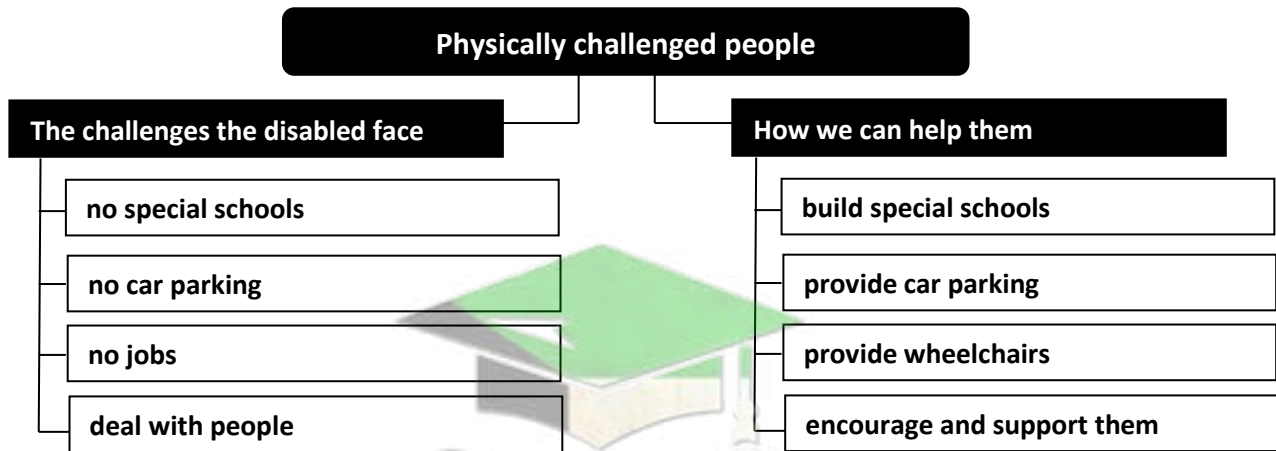 Physically challenged people
The challenges the disabled face
no special schools
no car parking
no jobs
deal with people
How we can help them
build special schools
provide car parking
provide wheelchairs
encourage and support them